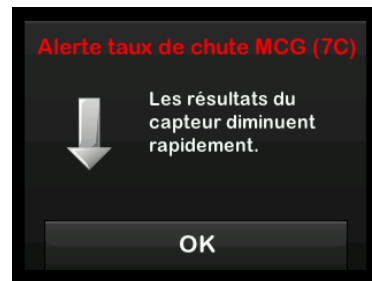 Alerte taux de chute MCG (7C)
Les résultats du
capteur diminuent
rapidement.
OK